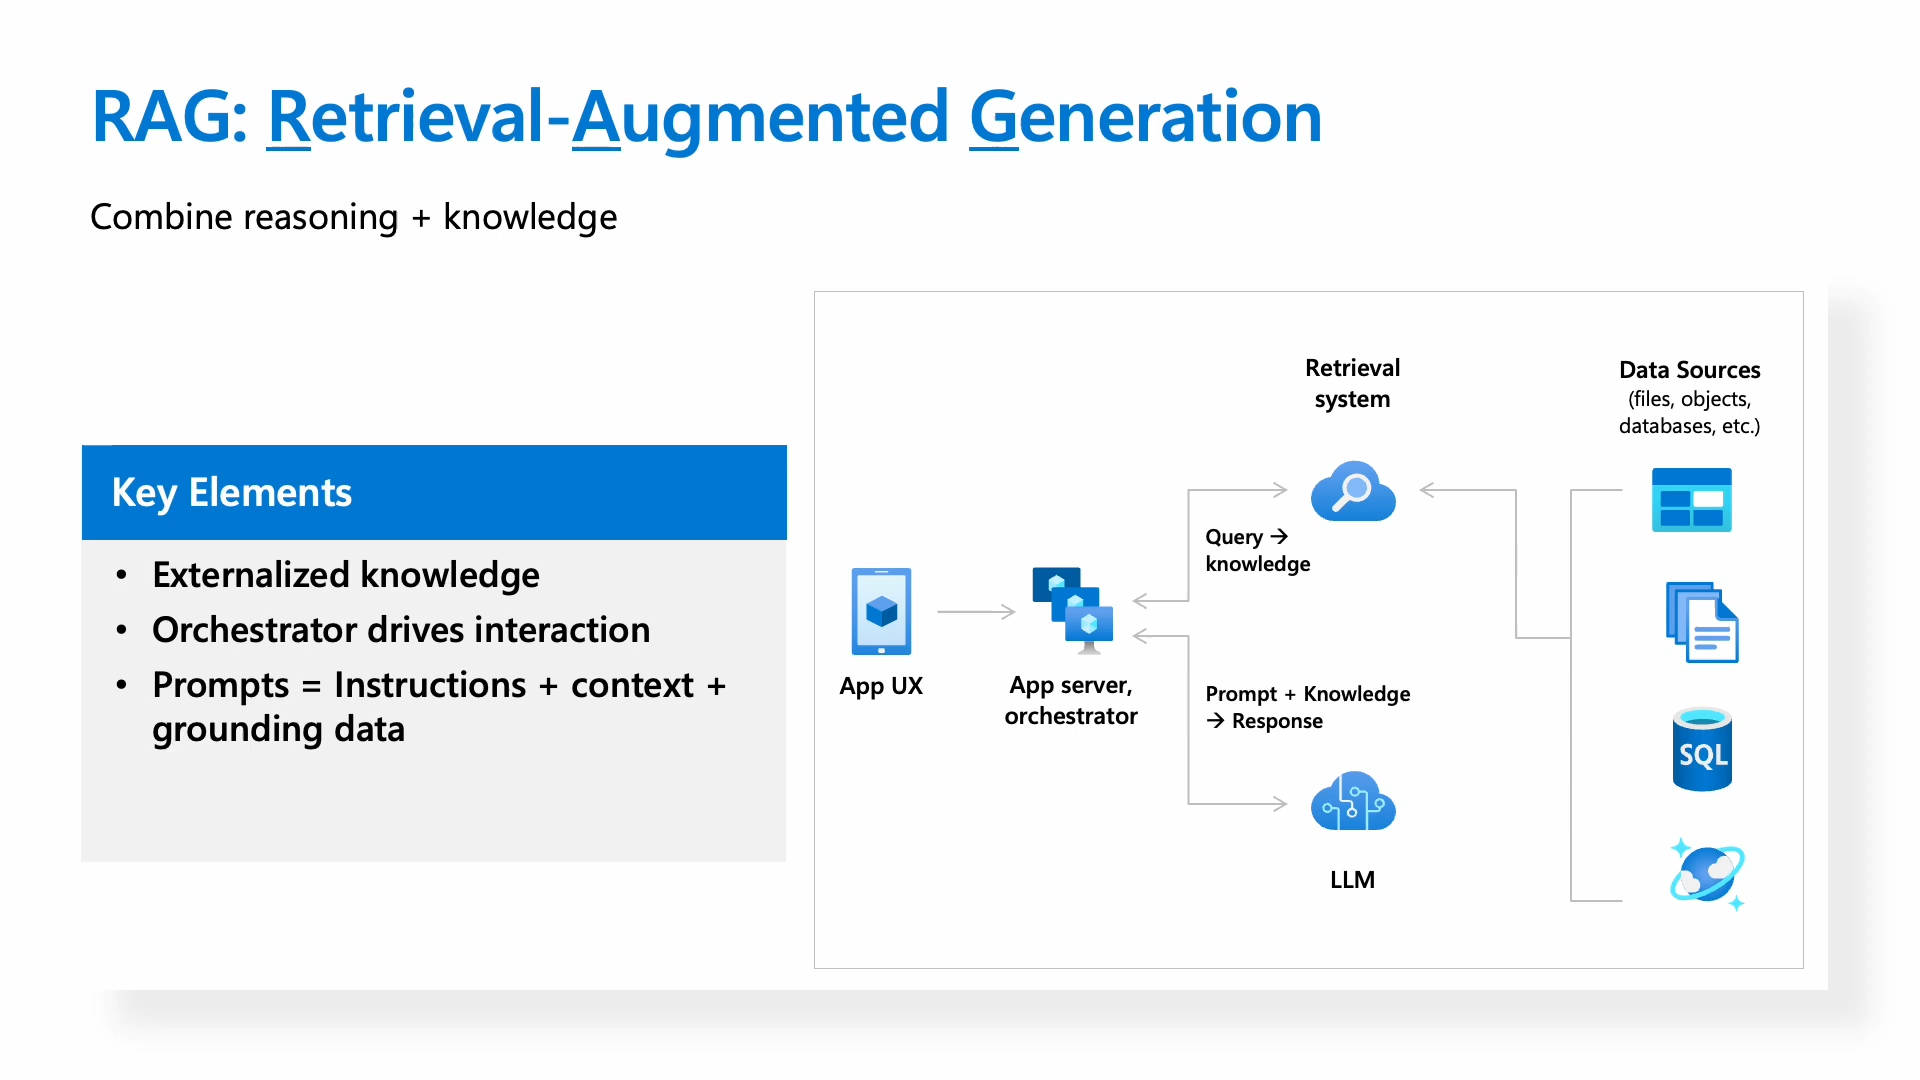 RAG: Retrieval-Augmented Generation
Combine reasoning + knowledge
Key Elements
• Externalized knowledge
• Orchestrator drives interaction
• Prompts = Instructions + context +
grounding data
Retrieval
system
Data Sources
(files, objects,
databases, etc.)
Query →
knowledge
App UX
App server,
orchestrator
Prompt + Knowledge
→ Response
SQL
LLM